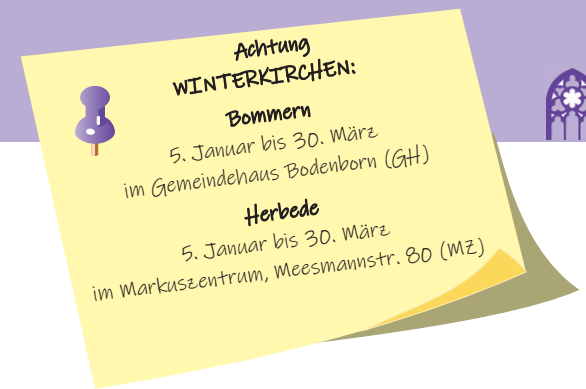 Achtung
WINTERKIRCHEN:
Bommern
5. Januar bis 30. März
im Gemeindehaus Bodenborn (GH)
Herbede
5. Januar bis 30. März
im Markuszentrum, Meesmannstr. 80 (MZ)